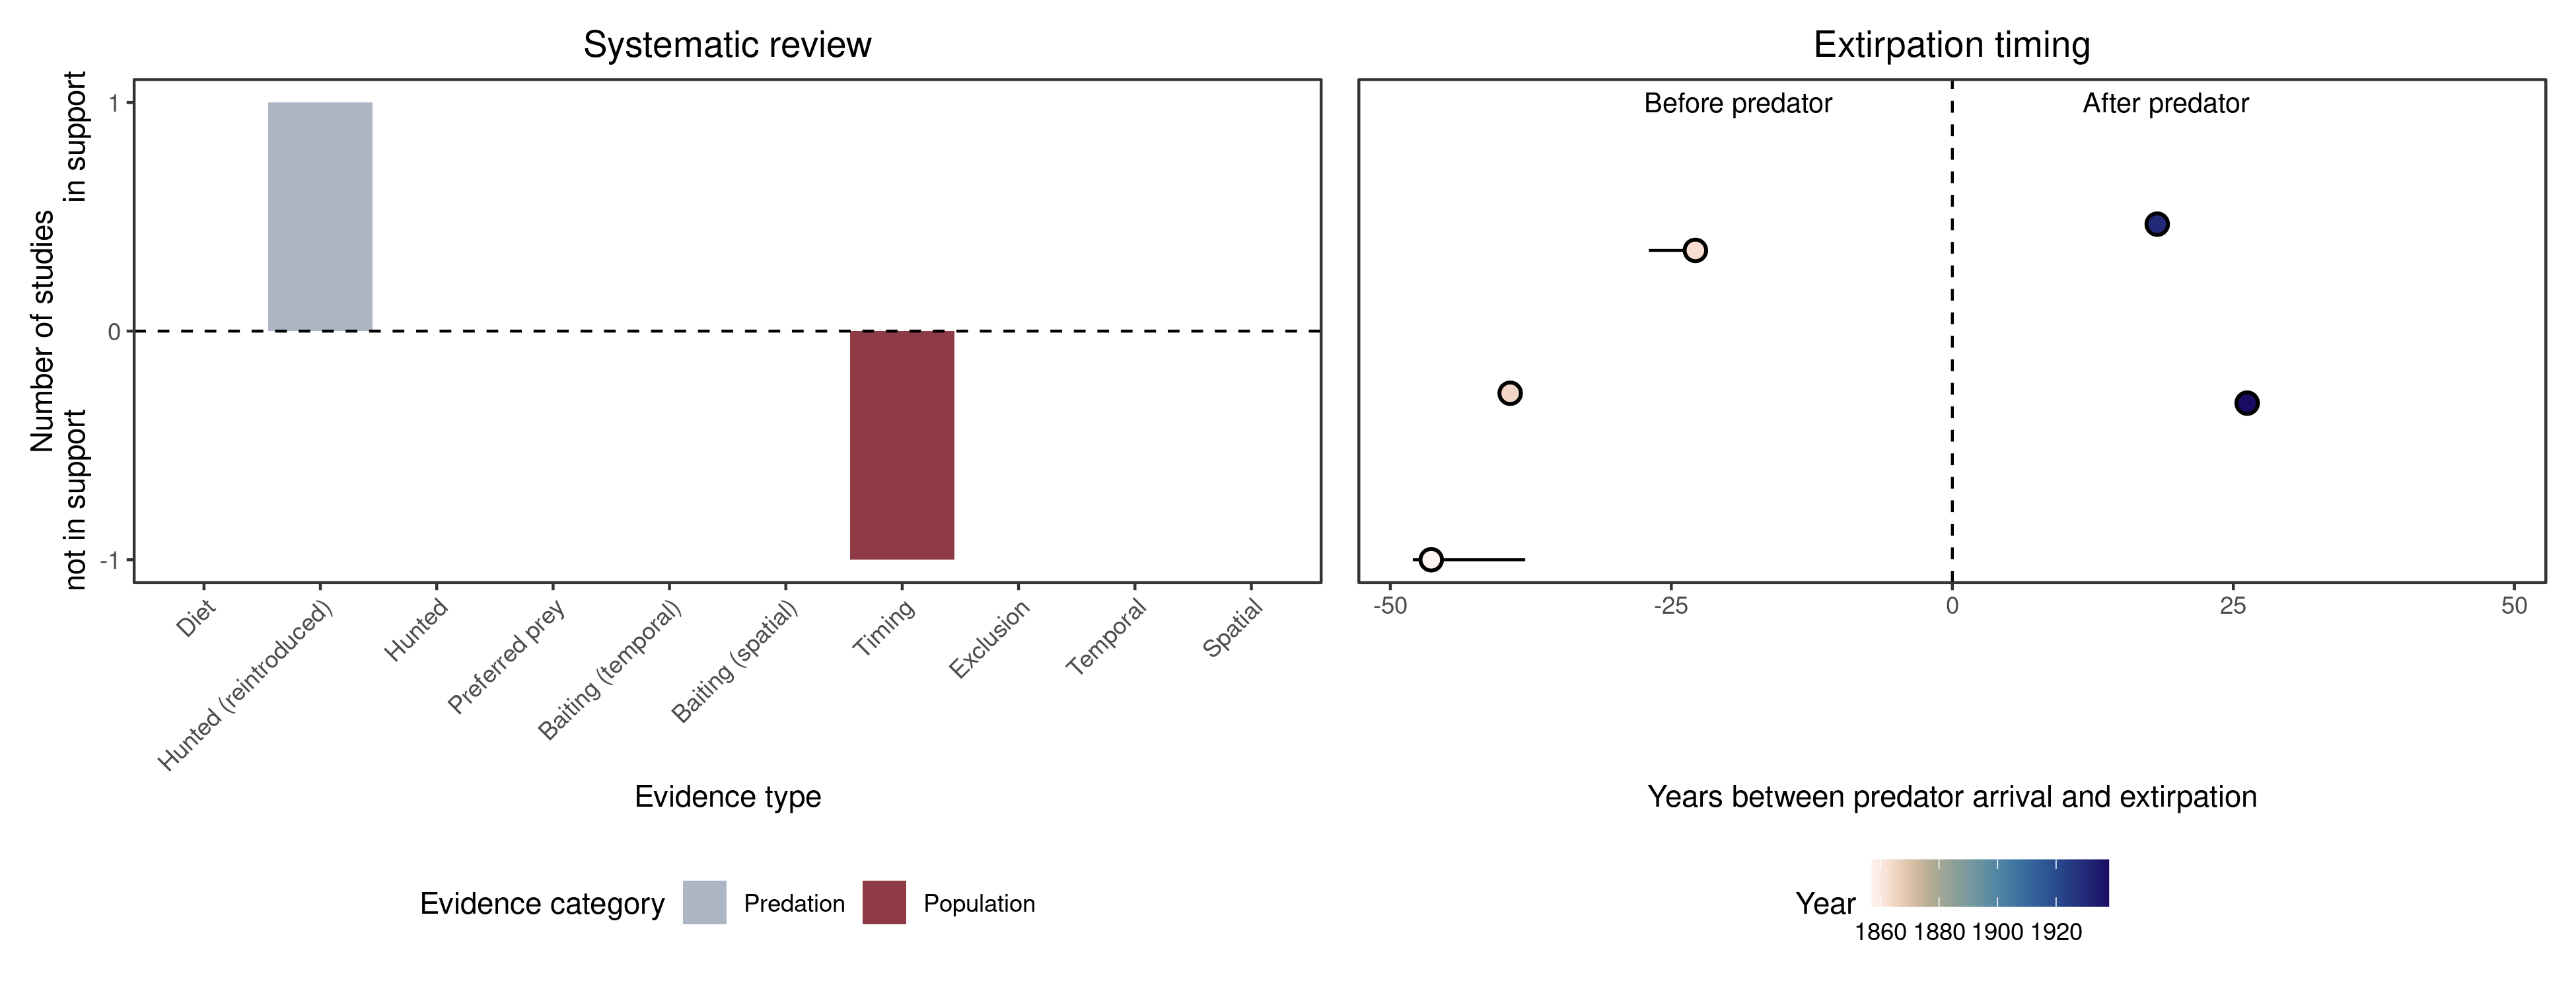 Systematic review
Number of studies
not in support
in support
1
0
-1
Diet
Hunted (reintroduced)
Hunted
Preferred prey
Baiting (temporal)
Baiting (spatial)
Timing
Exclusion
Temporal
Spatial
Evidence type
Evidence category
Predation
Population
Extirpation timing
Before predator
After predator
-50
-25
0
25
50
Years between predator arrival and extirpation
Year
1860 1880 1900 1920